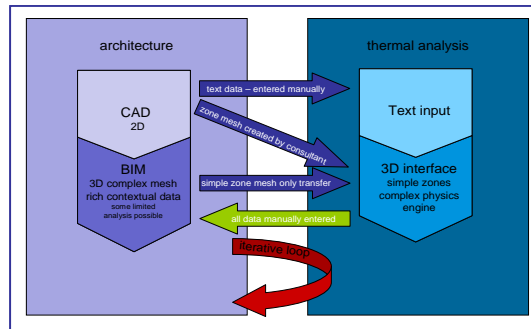 architecture
thermal analysis
text data – entered manually
CAD
2D
Text input
zone mesh created by consultant
BIM
3D complex mesh
rich contextual data
some limited
analysis possible
simple zone mesh only transfer
3D interface
simple zones
complex physics
engine
all data manually entered
iterative loop